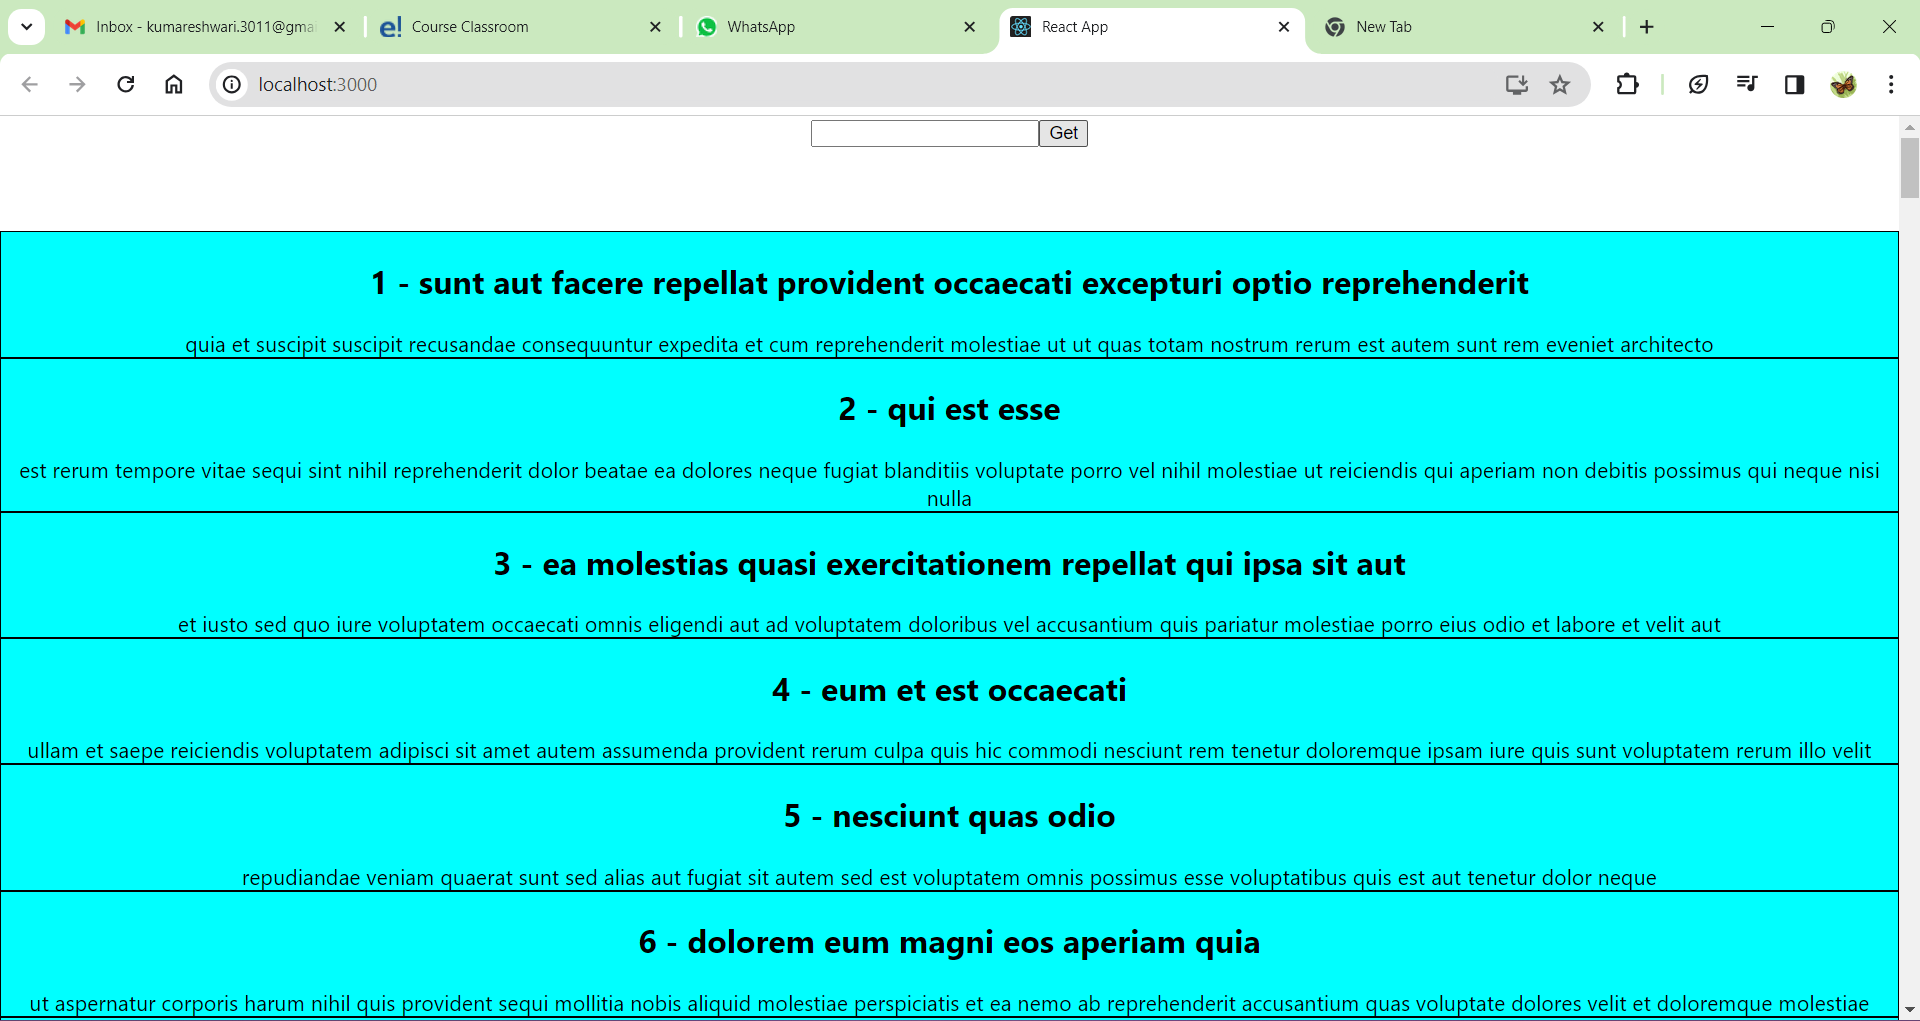 Inbox - kumareshwari.3011@gmai
Course Classroom
WhatsApp
React App
New Tab
localhost:3000
Get
1 - sunt aut facere repellat provident occaecati excepturi optio reprehenderit
quia et suscipit suscipit recusandae consequuntur expedita et cum reprehenderit molestiae ut ut quas totam nostrum rerum est autem sunt rem eveniet architecto
2 - qui est esse
est rerum tempore vitae sequi sint nihil reprehenderit dolor beatae ea dolores neque fugiat blanditiis voluptate porro vel nihil molestiae ut reiciendis qui aperiam non debitis possimus qui neque nisi
nulla
3 - ea molestias quasi exercitationem repellat qui ipsa sit aut
et iusto sed quo iure voluptatem occaecati omnis eligendi aut ad voluptatem doloribus vel accusantium quis pariatur molestiae porro eius odio et labore et velit aut
4 - eum et est occaecati
ullam et saepe reiciendis voluptatem adipisci sit amet autem assumenda provident rerum culpa quis hic commodi nesciunt rem tenetur doloremque ipsam iure quis sunt voluptatem rerum illo velit
5 - nesciunt quas odio
repudiandae veniam quaerat sunt sed alias aut fugiat sit autem sed est voluptatem omnis possimus esse voluptatibus quis est aut tenetur dolor neque
6 - dolorem eum magni eos aperiam quia
ut aspernatur corporis harum nihil quis provident sequi mollitia nobis aliquid molestiae perspiciatis et ea nemo ab reprehenderit accusantium quas voluptate dolores velit et doloremque molestiae